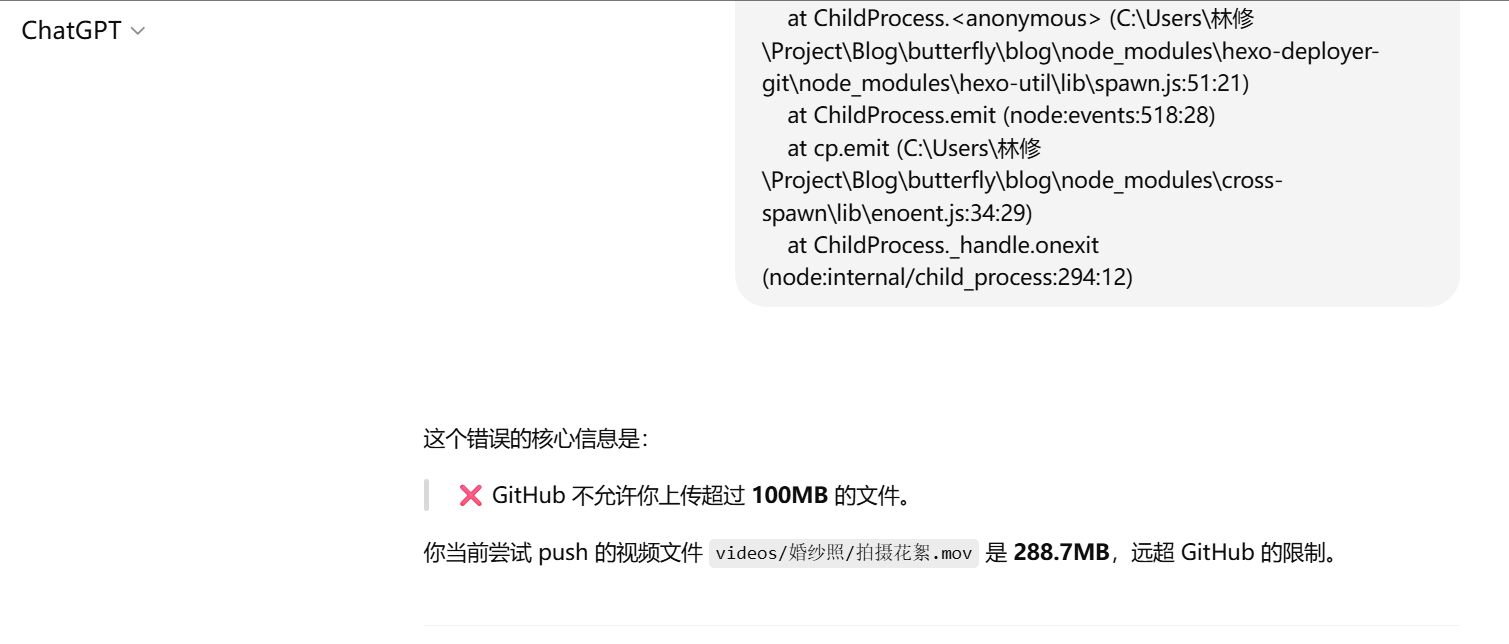 ChatGPT
at ChildProcess.<anonymous> (C:\Users\林修
\Project\Blog\butterfly\blog\node_modules\hexo-deployer-
git\node_modules\hexo-util\lib\spawn.js:51:21)
at ChildProcess.emit (node:events:518:28)
at cp.emit (C:\Users\林修
\Project\Blog\butterfly\blog\node_modules\cross-
spawn\lib\enoent.js:34:29)
at ChildProcess._handle.onexit
(node:internal/child_process:294:12)
这个错误的核心信息是：
❌ GitHub 不允许你上传超过 100MB 的文件。
你当前尝试 push 的视频文件 videos/婚纱照/拍摄花絮.mov 是 288.7MB，远超 GitHub 的限制。